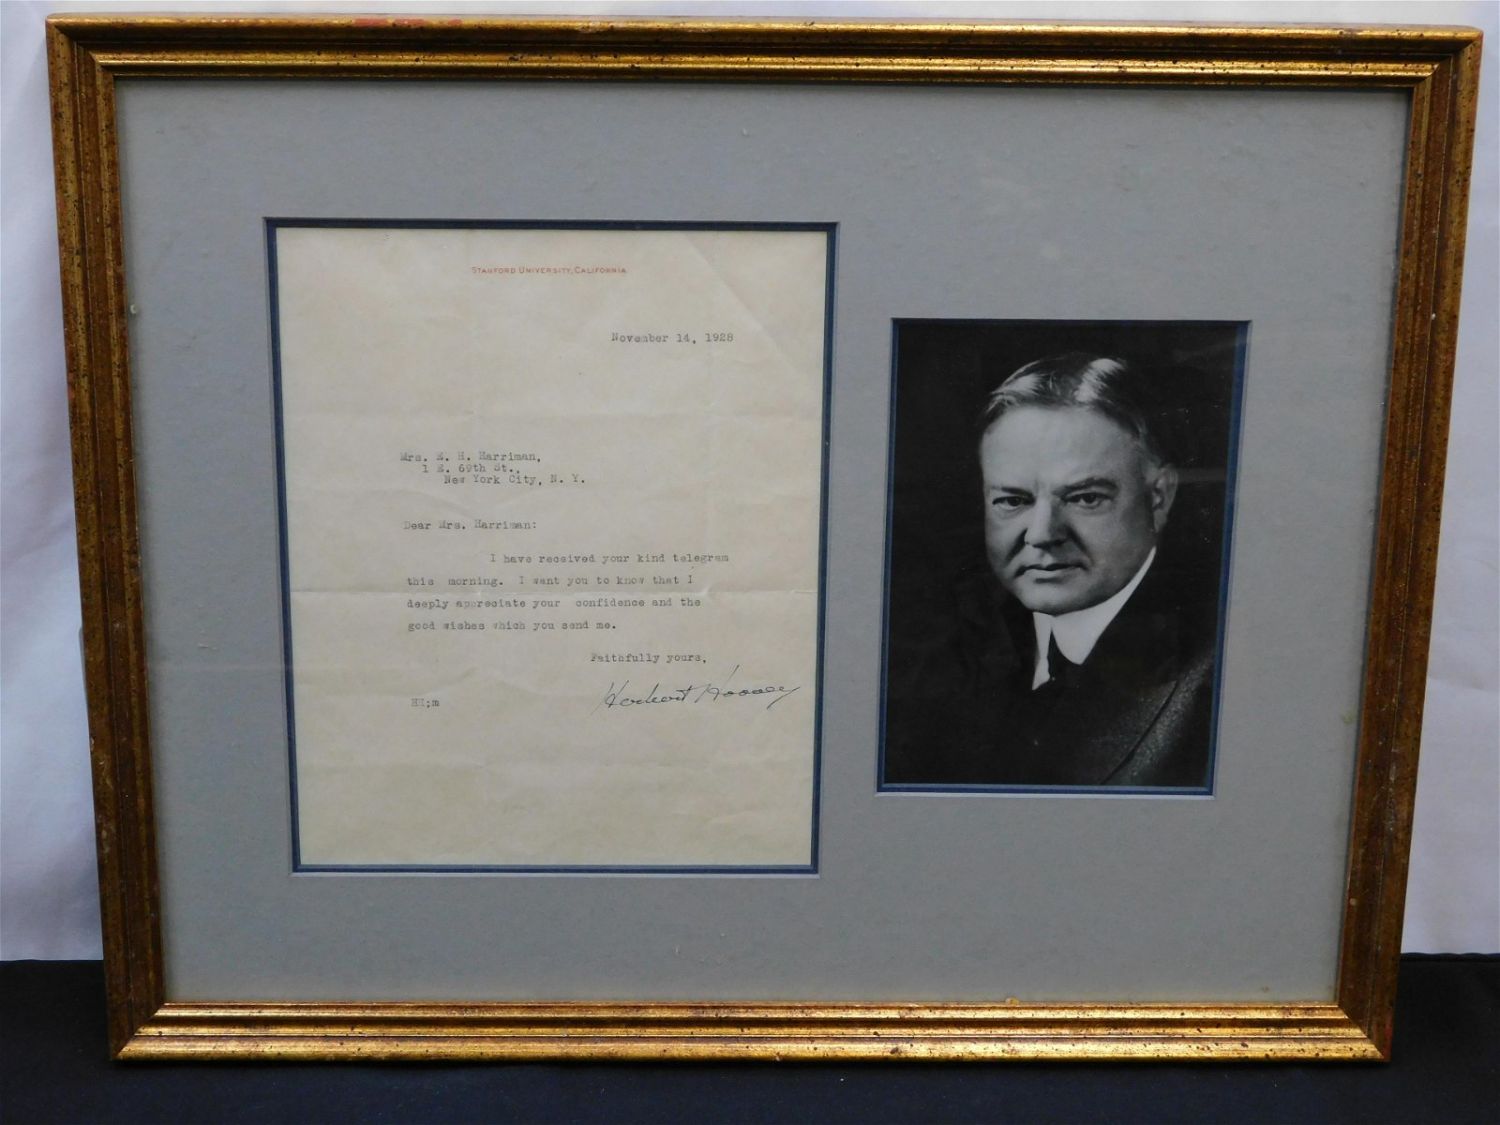 STANFORD UNIVERSITY, CALIFORNIA
November 14, 1928
Mrs. E. H. Harriman,
1 E. 69th St.,
New York City, N. Y.
Dear Mrs. Harriman:
I have received your kind telegram
this morning. I want you to know that I
deeply appreciate your confidence and the
good wishes which you send me.
Faithfully yours,
Herbert Hoover
HH;m